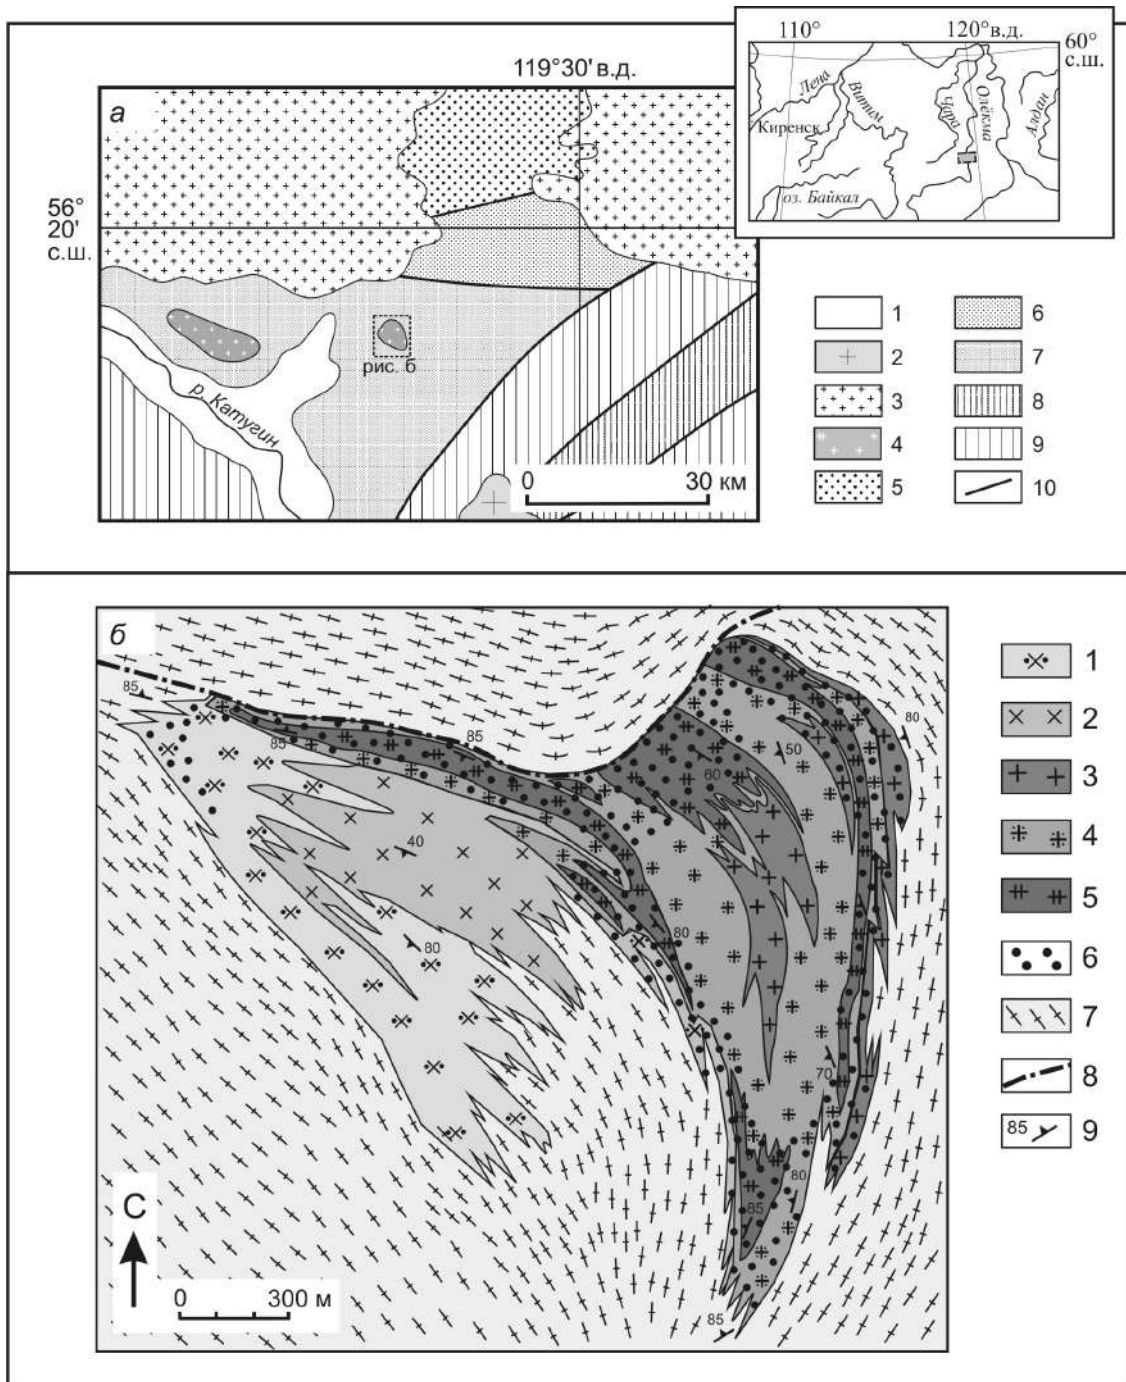 110°
120° в.д.
60°
с.ш.
Лена
Витим
Чара
Олёкма
Алдан
Киренск
оз. Байкал
119°30' в.д.
а
56°
20'
с.ш.
рис. б
р. Катугин
0 30 км
1
2
3
4
5
6
7
8
9
10
б
85
85
85
40
80
60
50
80
80
70
80
85
85
С
0 300 м
1
2
3
4
5
6
7
8
85 9